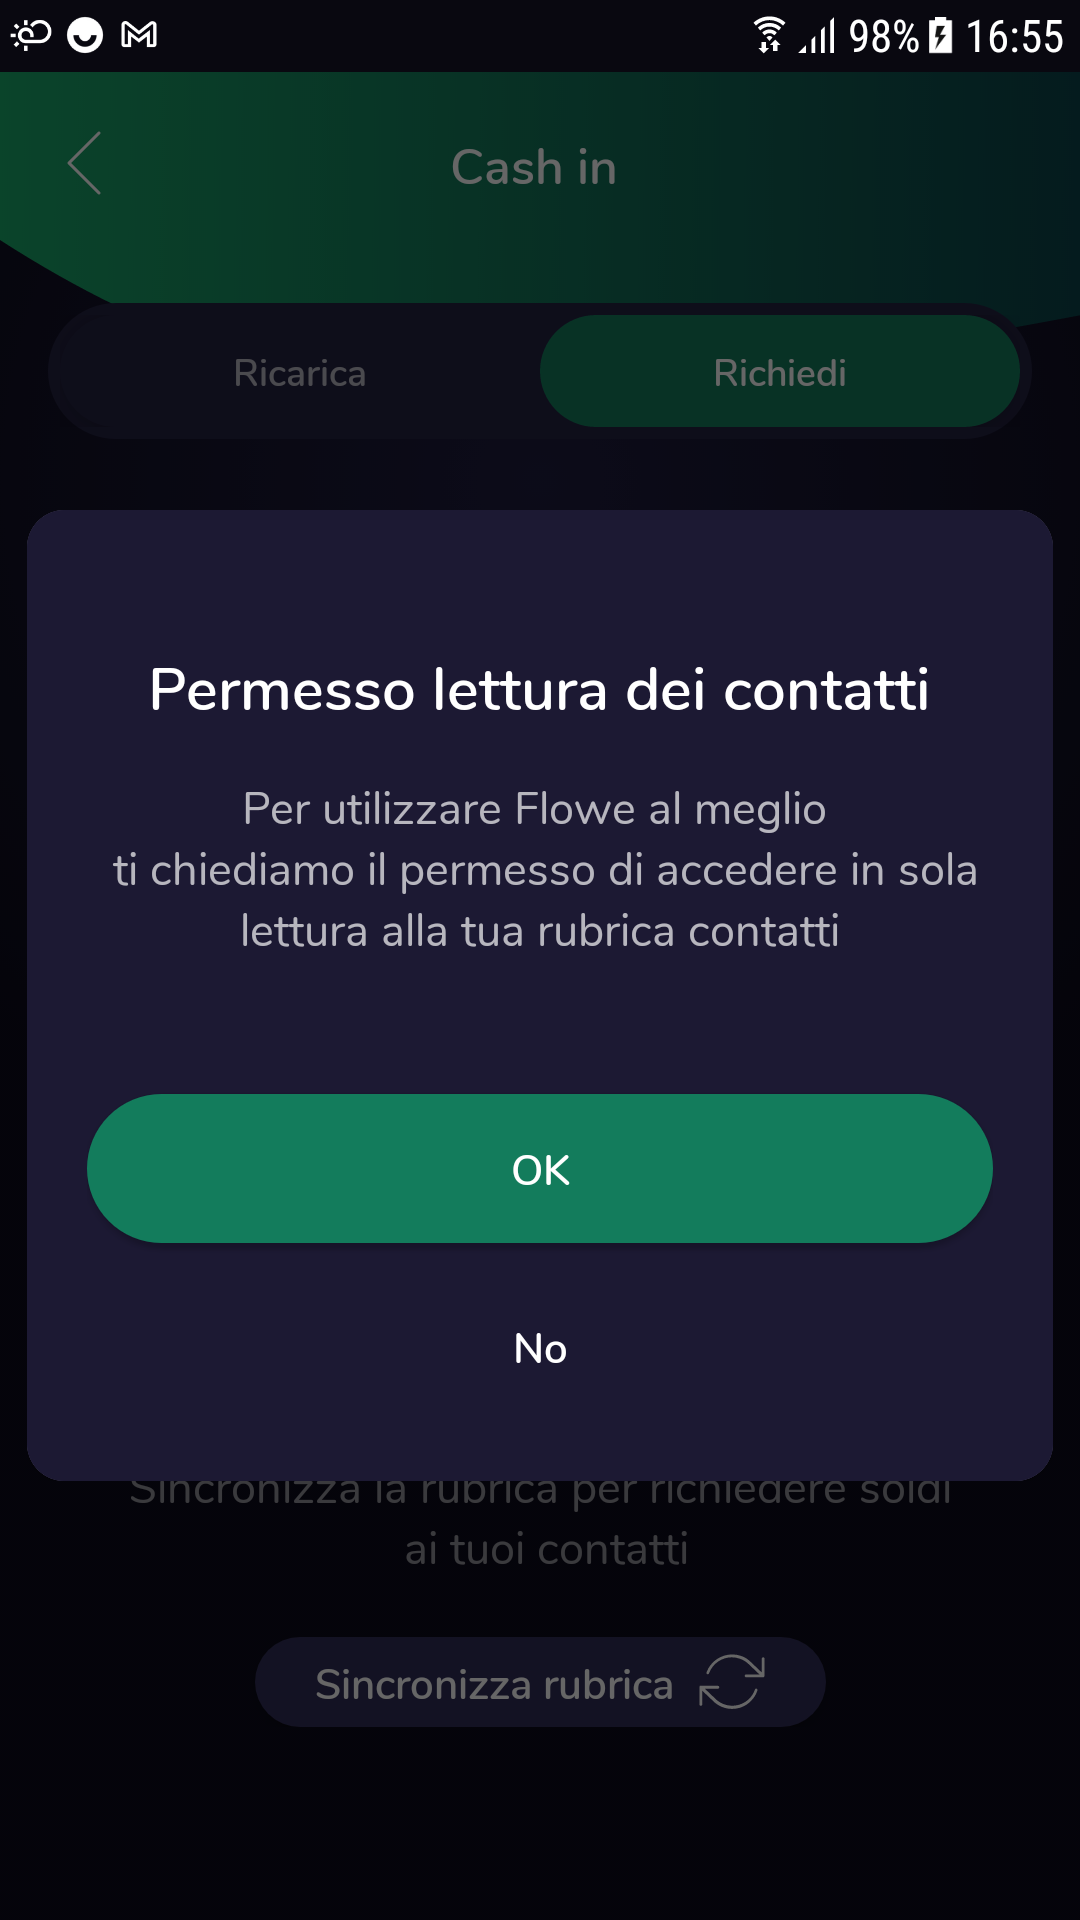 98% 16:55
Cash in
Ricarica Richiedi
Permesso lettura dei contatti
Per utilizzare Flowe al meglio
ti chiediamo il permesso di accedere in sola
lettura alla tua rubrica contatti
OK
No
Sincronizza la rubrica per richiedere soldi
ai tuoi contatti
Sincronizza rubrica